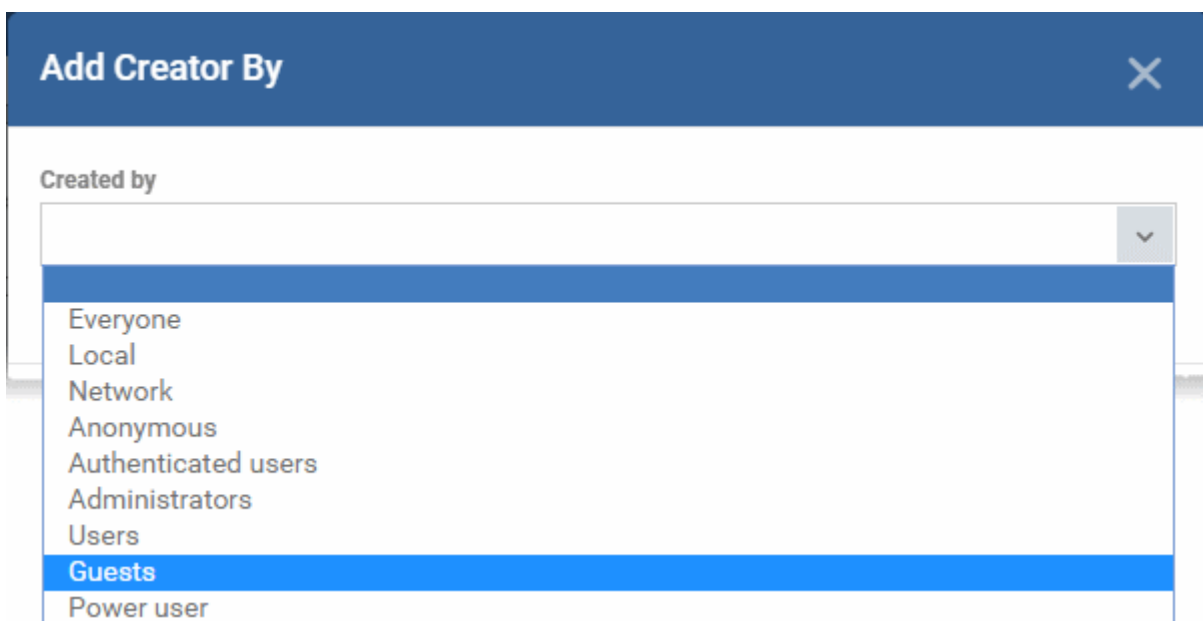 Add Creator By
Created by
Everyone
Local
Network
Anonymous
Authenticated users
Administrators
Users
Guests
Power user